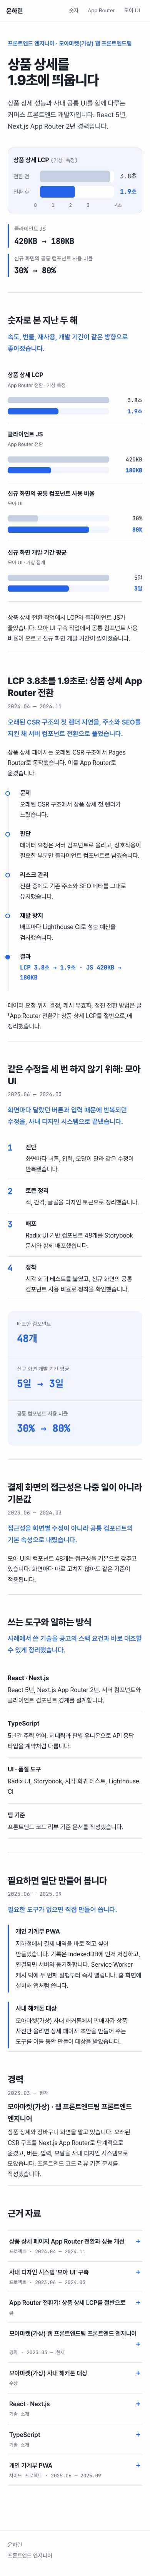 윤하린
숫자 App Router 모아 UI
프론트엔드 엔지니어 · 모아마켓(가상) 웹 프론트엔드팀
상품 상세를
1.9초에 띄웁니다
상품 상세 성능과 사내 공통 UI를 함께 다루는
커머스 프론트엔드 개발자입니다. React 5년,
Next.js App Router 2년 경력입니다.
상품 상세 LCP (가상 측정)
전환 전 3.8초
전환 후 1.9초
0 1 2 3 4초
클라이언트 JS
420KB → 180KB
신규 화면의 공통 컴포넌트 사용 비율
30% → 80%
숫자로 본 지난 두 해
속도, 번들, 재사용, 개발 기간이 같은 방향으로
좋아졌습니다.
상품 상세 LCP
App Router 전환 · 가상 측정
3.8초
1.9초
클라이언트 JS
App Router 전환
420KB
180KB
신규 화면의 공통 컴포넌트 사용 비율
모아 UI
30%
80%
신규 화면 개발 기간 평균
모아 UI · 가상 집계
5일
3일
상품 상세 전환 작업에서 LCP와 클라이언트 JS가
줄었습니다. 모아 UI 구축 작업에서 공통 컴포넌트 사용
비율이 오르고 신규 화면 개발 기간이 짧아졌습니다.
LCP 3.8초를 1.9초로: 상품 상세 App
Router 전환
2024.04 — 2024.11
오래된 CSR 구조의 첫 렌더 지연을, 주소와 SEO를
지킨 채 서버 컴포넌트 전환으로 풀었습니다.
상품 상세 페이지는 오래된 CSR 구조에서 Pages
Router로 동작했습니다. 이를 App Router로
옮겼습니다.
문제
오래된 CSR 구조에서 상품 상세 첫 렌더가
느렸습니다.
판단
데이터 요청은 서버 컴포넌트로 올리고, 상호작용이
필요한 부분만 클라이언트 컴포넌트로 남겼습니다.
리스크 관리
전환 중에도 기존 주소와 SEO 메타를 그대로
유지했습니다.
재발 방지
배포마다 Lighthouse CI로 성능 예산을
검사했습니다.
결과
LCP 3.8초 → 1.9초 · JS 420KB →
180KB
데이터 요청 위치 결정, 캐시 무효화, 점진 전환 방법은 글
「App Router 전환기: 상품 상세 LCP를 절반으로」에
정리했습니다.
같은 수정을 세 번 하지 않기 위해: 모아
UI
2023.06 — 2024.03
화면마다 달랐던 버튼과 입력 때문에 반복되던
수정을, 사내 디자인 시스템으로 끝냈습니다.
1 진단
화면마다 버튼, 입력, 모달이 달라 같은 수정이
반복됐습니다.
2 토큰 정리
색, 간격, 글꼴을 디자인 토큰으로 정리했습니다.
3 배포
Radix UI 기반 컴포넌트 48개를 Storybook
문서와 함께 배포했습니다.
4 정착
시각 회귀 테스트를 붙였고, 신규 화면의 공통
컴포넌트 사용 비율로 정착을 확인했습니다.
배포한 컴포넌트
48개
신규 화면 개발 기간 평균
5일 → 3일
공통 컴포넌트 사용 비율
30% → 80%
결제 화면의 접근성은 나중 일이 아니라
기본값
2023.06 — 2024.03
접근성을 화면별 수정이 아니라 공통 컴포넌트의
기본 속성으로 내렸습니다.
모아 UI의 컴포넌트 48개는 접근성을 기본으로 갖추고
있습니다. 화면마다 따로 고치지 않아도 같은 기준이
적용됩니다.
쓰는 도구와 일하는 방식
사례에서 쓴 기술을 공고의 스택 요건과 바로 대조할
수 있게 정리했습니다.
React · Next.js
React 5년, Next.js App Router 2년. 서버 컴포넌트와
클라이언트 컴포넌트 경계를 설계합니다.
TypeScript
5년간 주력 언어. 제네릭과 판별 유니온으로 API 응답
타입을 계약처럼 다룹니다.
UI · 품질 도구
Radix UI, Storybook, 시각 회귀 테스트, Lighthouse
CI
팀 기준
프론트엔드 코드 리뷰 기준 문서를 작성했습니다.
필요하면 일단 만들어 봅니다
2025.06 — 2025.09
필요한 도구가 없으면 직접 만들어 씁니다.
개인 가계부 PWA
지하철에서 결제 내역을 바로 적고 싶어
만들었습니다. 기록은 IndexedDB에 먼저 저장하고,
연결되면 서버와 동기화합니다. Service Worker
캐시 덕에 두 번째 실행부터 즉시 열립니다. 홈 화면에
설치해 앱처럼 씁니다.
사내 해커톤 대상
모아마켓(가상) 사내 해커톤에서 판매자가 상품
사진만 올리면 상세 페이지 초안을 만들어 주는
도구를 이틀 동안 만들어 대상을 받았습니다.
경력
2023.03 — 현재
모아마켓(가상) · 웹 프론트엔드팀 프론트엔드
엔지니어
상품 상세와 장바구니 화면을 맡고 있습니다. 오래된
CSR 구조를 Next.js App Router로 단계적으로
옮겼고, 버튼, 입력, 모달을 사내 디자인 시스템으로
모았습니다. 프론트엔드 코드 리뷰 기준 문서를
작성했습니다.
근거 자료
상품 상세 페이지 App Router 전환과 성능 개선 +
프로젝트 · 2024.04 — 2024.11
사내 디자인 시스템 '모아 UI' 구축 +
프로젝트 · 2023.06 — 2024.03
App Router 전환기: 상품 상세 LCP를 절반으로 +
글
모아마켓(가상) 웹 프론트엔드팀 프론트엔드 엔지니어
+
경력 · 2023.03 — 현재
모아마켓(가상) 사내 해커톤 대상 +
수상
React · Next.js +
기술 소개
TypeScript +
기술 소개
개인 가계부 PWA +
사이드 프로젝트 · 2025.06 — 2025.09
윤하린
프론트엔드 엔지니어